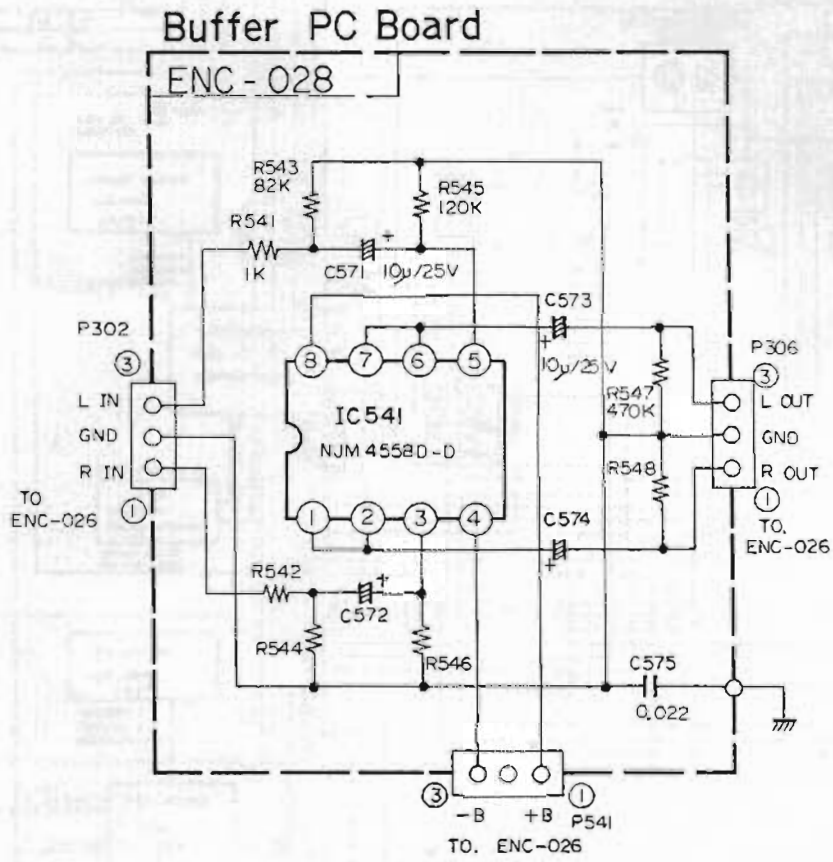 Buffer PC Board
ENC-028
R543
82K
R545
120K
R541
1K
C571
+
10μ/25V
P302
③
L IN
GND
R IN
①
TO
ENC-026
⑧ ⑦ ⑥ ⑤
IC541
NJM 4558D-D
① ② ③ ④
C573
+
10μ/25V
R547
470K
R548
P306
③
L OUT
GND
R OUT
①
TO.
ENC-026
C574
+
R542
C572
+
R544
R546
C575
0.022
③
-B +B
①
P541
TO. ENC-026